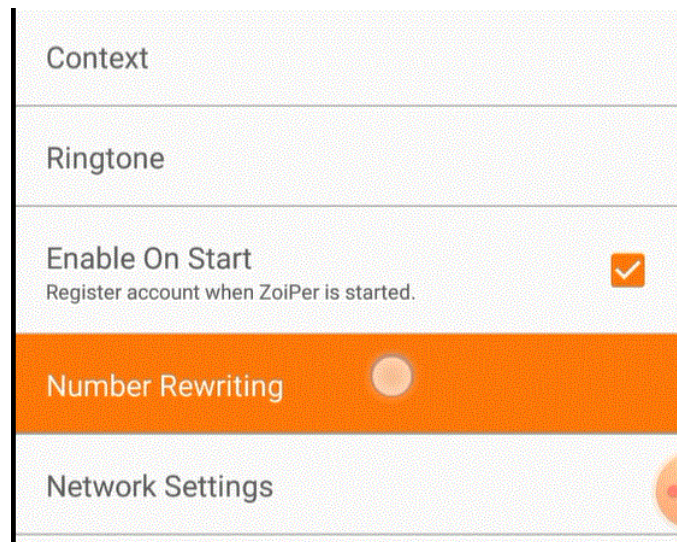 Context
Ringtone
Enable On Start
Register account when ZoiPer is started.
Number Rewriting
Network Settings